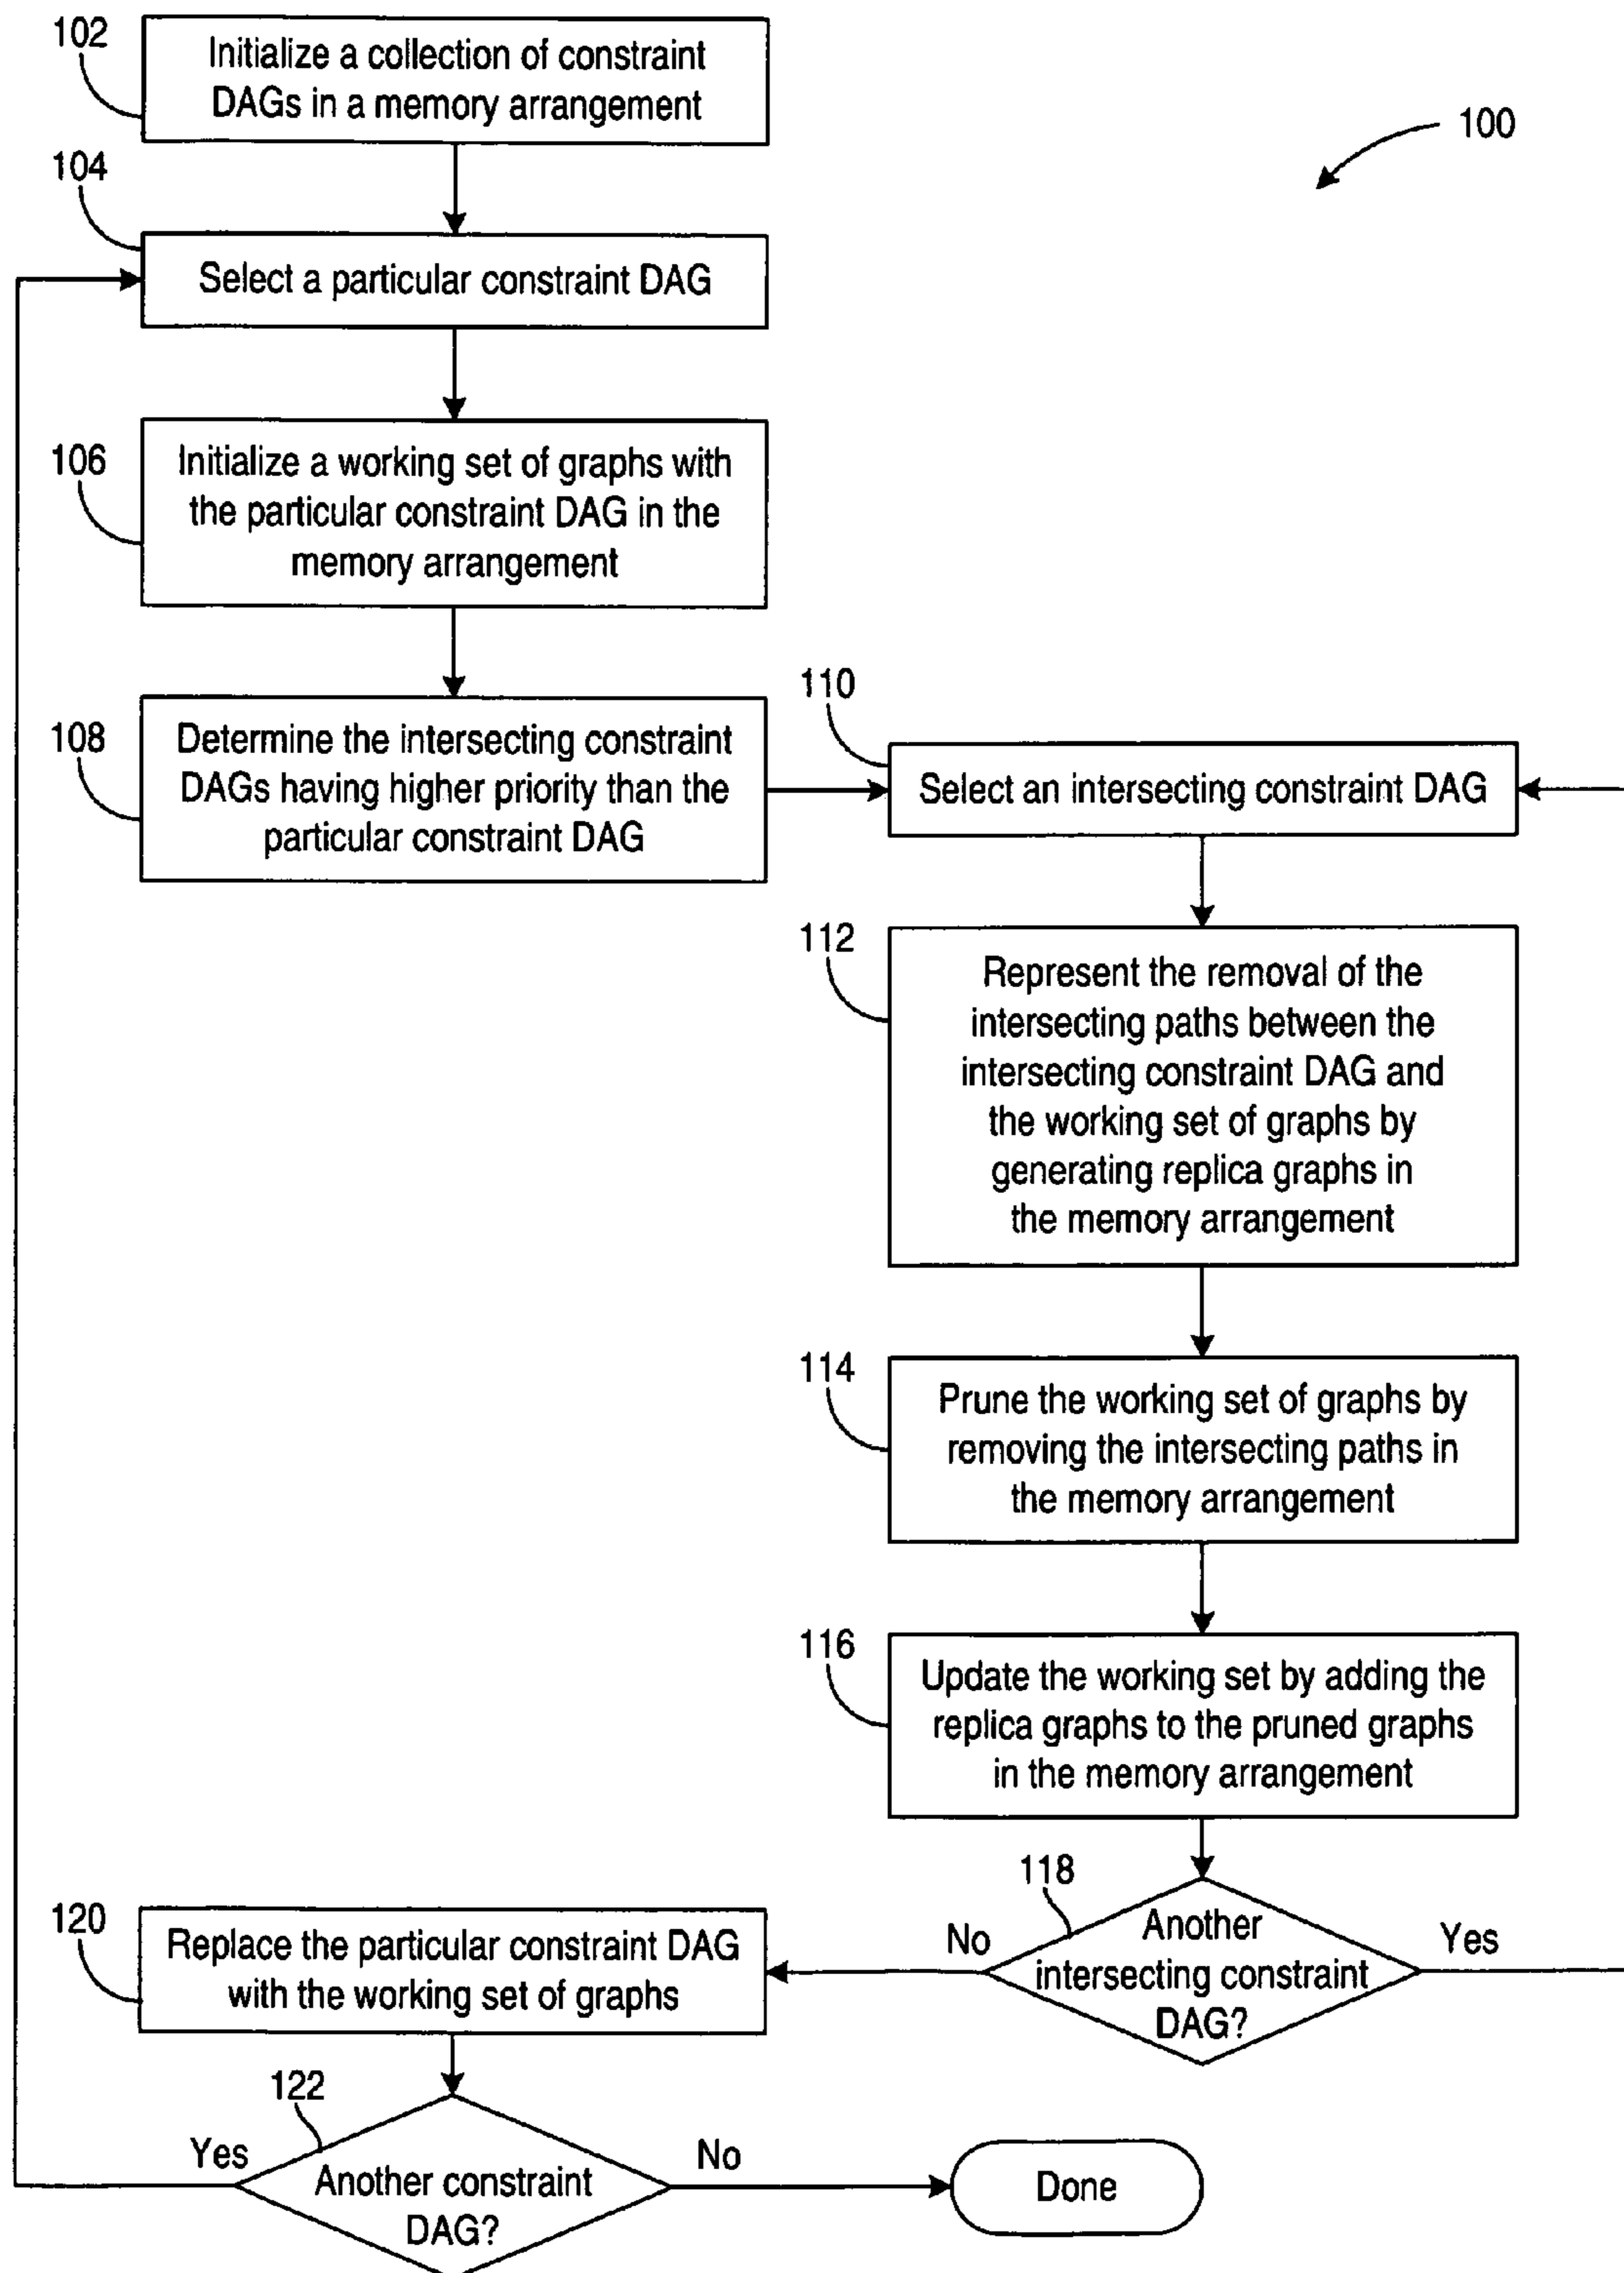 102
Initialize a collection of constraint
DAGs in a memory arrangement
100
104
Select a particular constraint DAG
106
Initialize a working set of graphs with
the particular constraint DAG in the
memory arrangement
108
Determine the intersecting constraint
DAGs having higher priority than the
particular constraint DAG
110
Select an intersecting constraint DAG
112
Represent the removal of the
intersecting paths between the
intersecting constraint DAG and
the working set of graphs by
generating replica graphs in
the memory arrangement
114
Prune the working set of graphs by
removing the intersecting paths in
the memory arrangement
116
Update the working set by adding the
replica graphs to the pruned graphs
in the memory arrangement
118
Another
intersecting constraint
DAG?
No
Yes
120
Replace the particular constraint DAG
with the working set of graphs
122
Another constraint
DAG?
Yes
No
Done